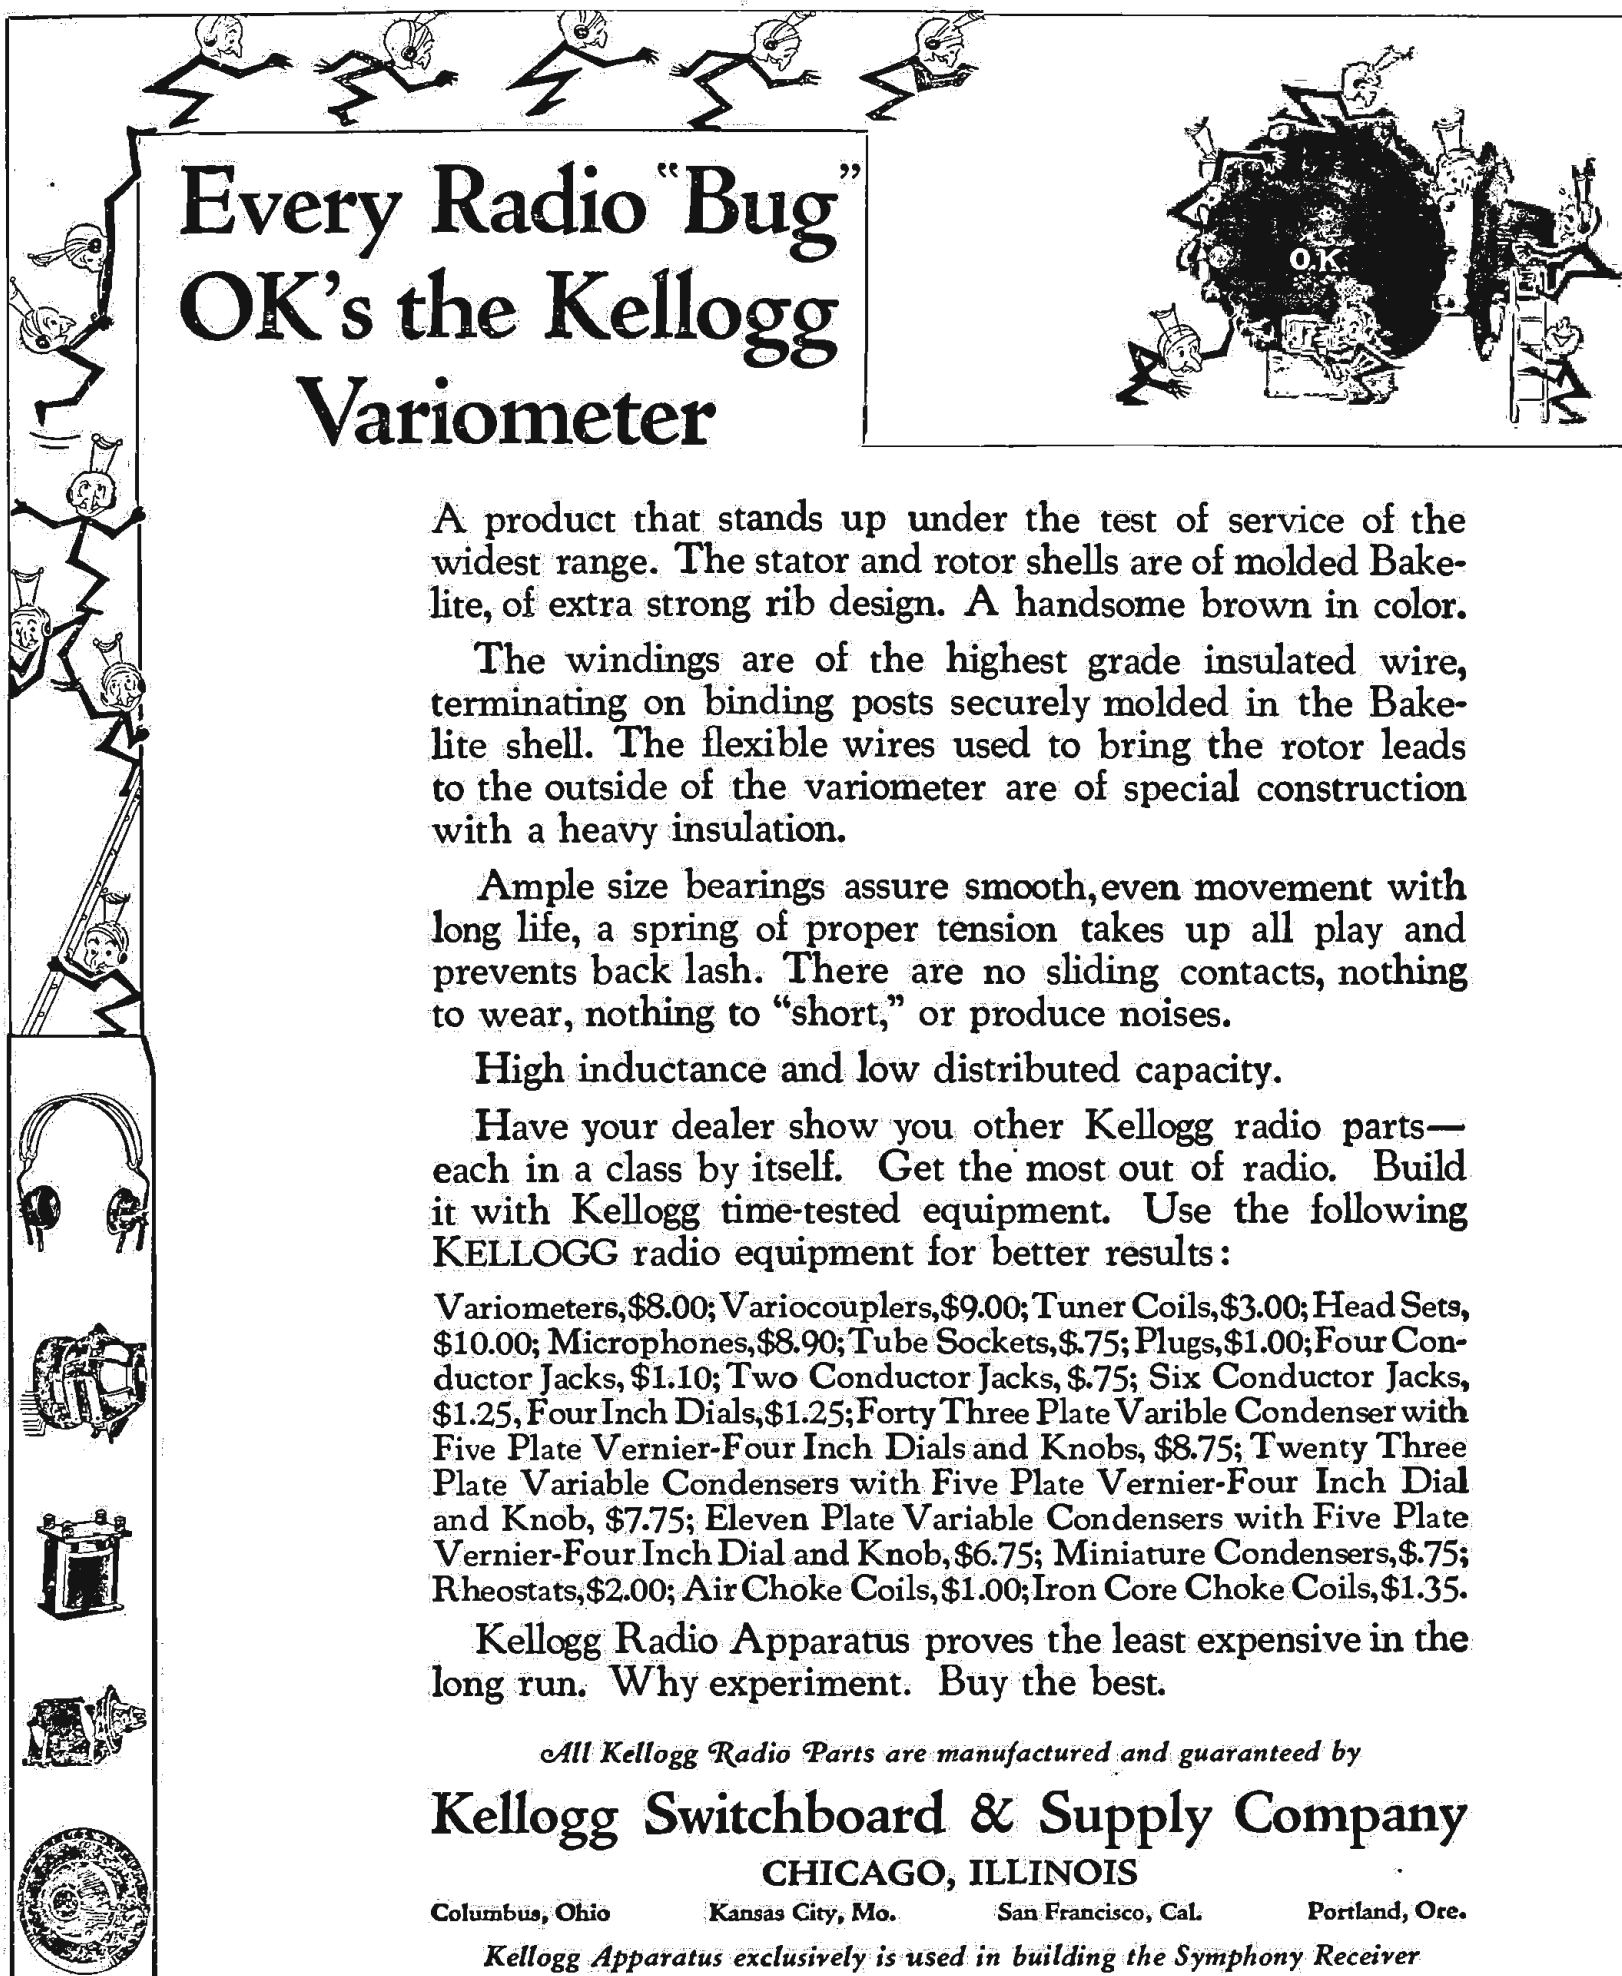 Every Radio "Bug"
OK's the Kellogg
Variometer
O.K.
A product that stands up under the test of service of the
widest range. The stator and rotor shells are of molded Bake-
lite, of extra strong rib design. A handsome brown in color.
The windings are of the highest grade insulated wire,
terminating on binding posts securely molded in the Bake-
lite shell. The flexible wires used to bring the rotor leads
to the outside of the variometer are of special construction
with a heavy insulation.
Ample size bearings assure smooth, even movement with
long life, a spring of proper tension takes up all play and
prevents back lash. There are no sliding contacts, nothing
to wear, nothing to "short," or produce noises.
High inductance and low distributed capacity.
Have your dealer show you other Kellogg radio parts—
each in a class by itself. Get the most out of radio. Build
it with Kellogg time-tested equipment. Use the following
KELLOGG radio equipment for better results:
Variometers, $8.00; Variocouplers, $9.00; Tuner Coils, $3.00; Head Sets,
$10.00; Microphones, $8.90; Tube Sockets, $.75; Plugs, $1.00; Four Con-
ductor Jacks, $1.10; Two Conductor Jacks, $.75; Six Conductor Jacks,
$1.25, Four Inch Dials, $1.25; Forty Three Plate Varible Condenser with
Five Plate Vernier-Four Inch Dials and Knobs, $8.75; Twenty Three
Plate Variable Condensers with Five Plate Vernier-Four Inch Dial
and Knob, $7.75; Eleven Plate Variable Condensers with Five Plate
Vernier-Four Inch Dial and Knob, $6.75; Miniature Condensers, $.75;
Rheostats, $2.00; Air Choke Coils, $1.00; Iron Core Choke Coils, $1.35.
Kellogg Radio Apparatus proves the least expensive in the
long run. Why experiment. Buy the best.
All Kellogg Radio Parts are manufactured and guaranteed by
Kellogg Switchboard & Supply Company
CHICAGO, ILLINOIS
Columbus, Ohio Kansas City, Mo. San Francisco, Cal. Portland, Ore.
Kellogg Apparatus exclusively is used in building the Symphony Receiver